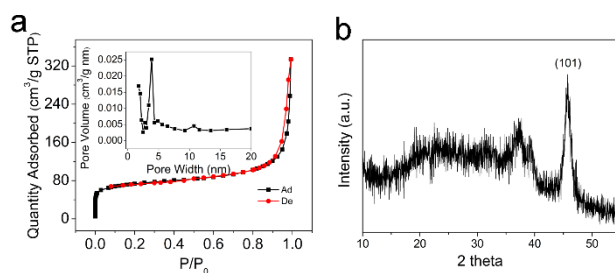 a
Quantity Adsorbed (cm³/g STP)
320
240
160
80
0
0.0 0.2 0.4 0.6 0.8 1.0
P/P₀
Pore Volume (cm³/g nm)
0.025
0.020
0.015
0.010
0.005
0.000
0 5 10 15 20
Pore Width (nm)
Ad
De
b
Intensity (a.u.)
(101)
10 20 30 40 50
2 theta